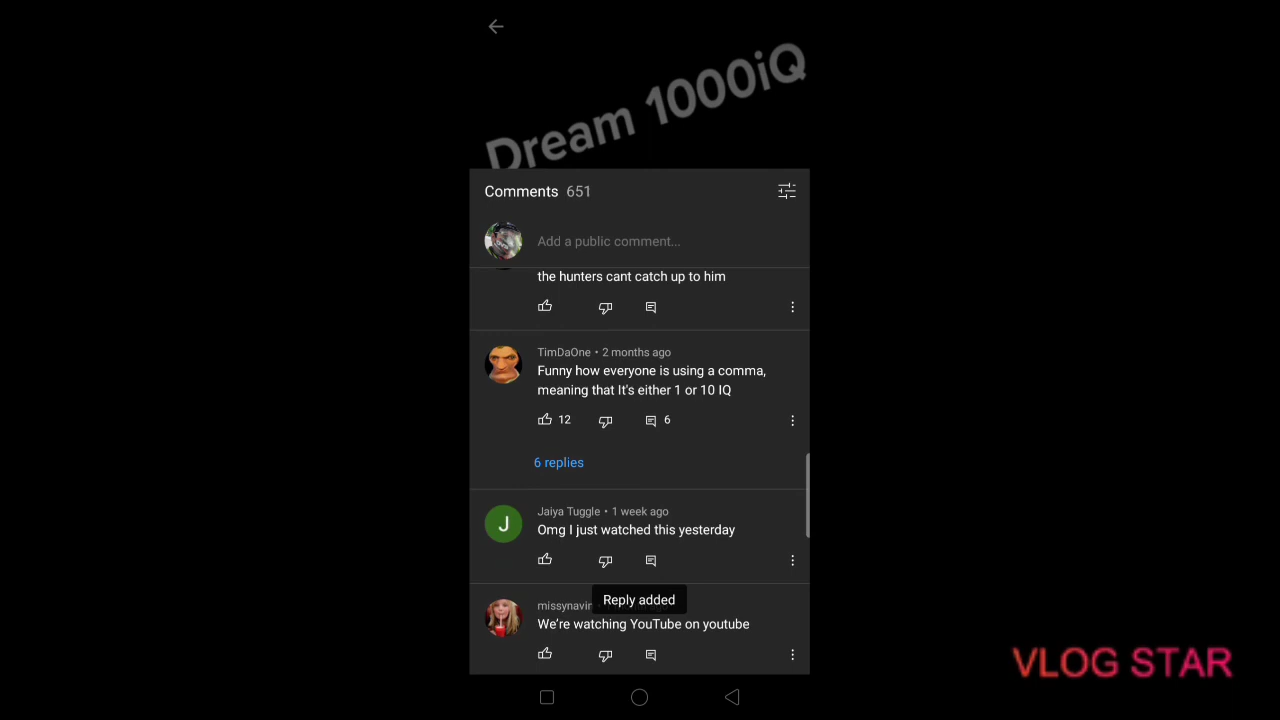 Dream 1000iQ
Comments 651
Add a public comment...
the hunters cant catch up to him
TimDaOne • 2 months ago
Funny how everyone is using a comma,
meaning that It's either 1 or 10 IQ
12 6
6 replies
J
Jaiya Tuggle • 1 week ago
Omg I just watched this yesterday
Reply added
We're watching YouTube on youtube
VLOG STAR